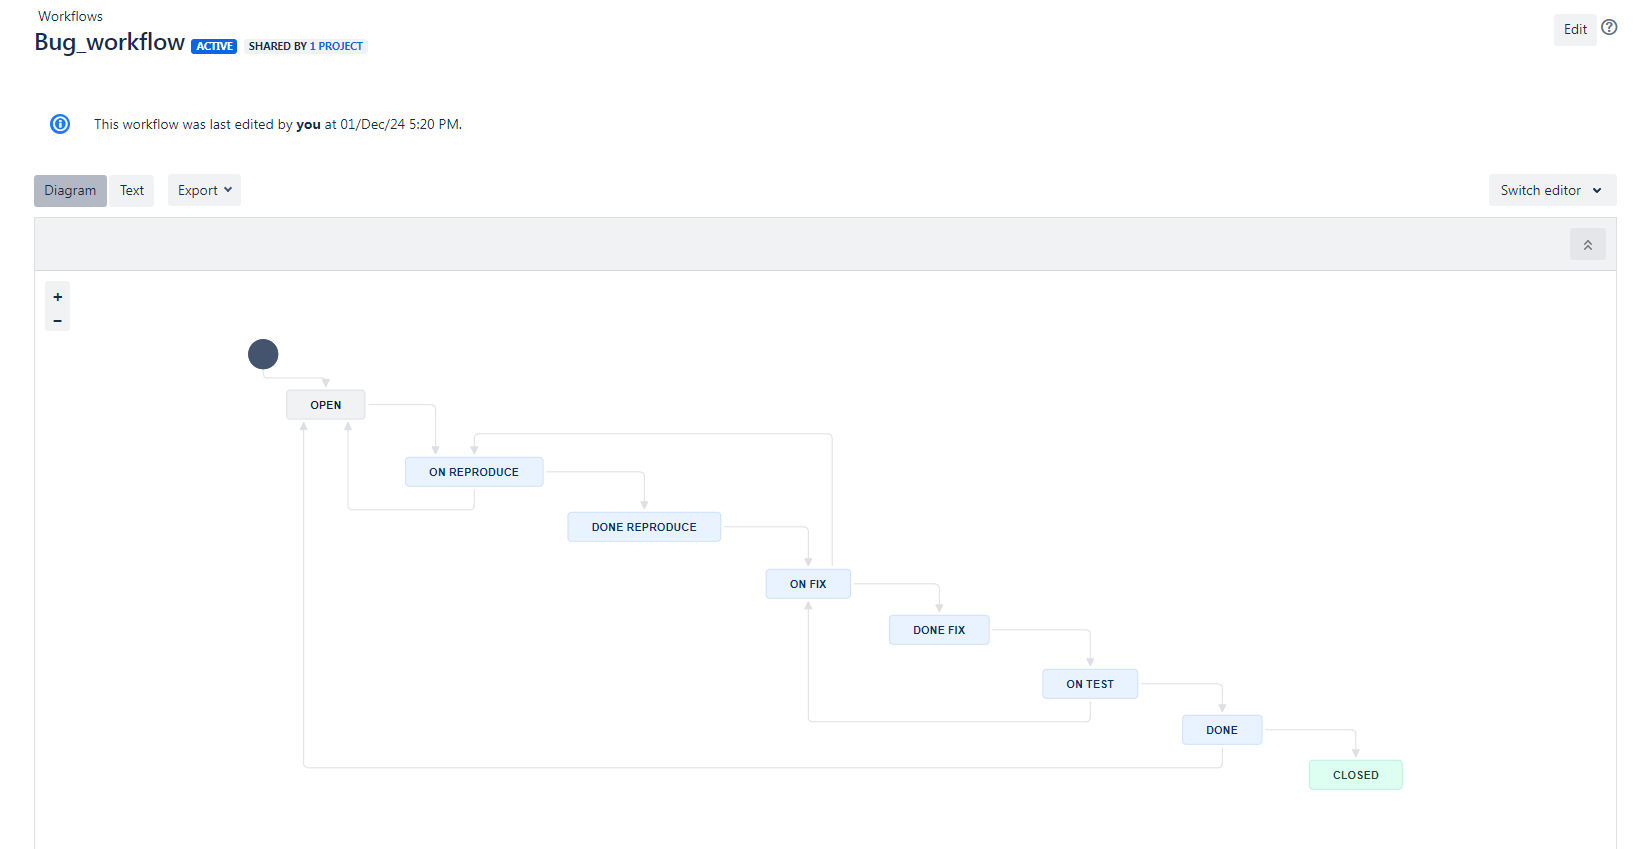 Workflows
Bug_workflow ACTIVE SHARED BY 1 PROJECT
Edit
This workflow was last edited by you at 01/Dec/24 5:20 PM.
Diagram Text Export Switch editor
+
−
OPEN
ON REPRODUCE
DONE REPRODUCE
ON FIX
DONE FIX
ON TEST
DONE
CLOSED